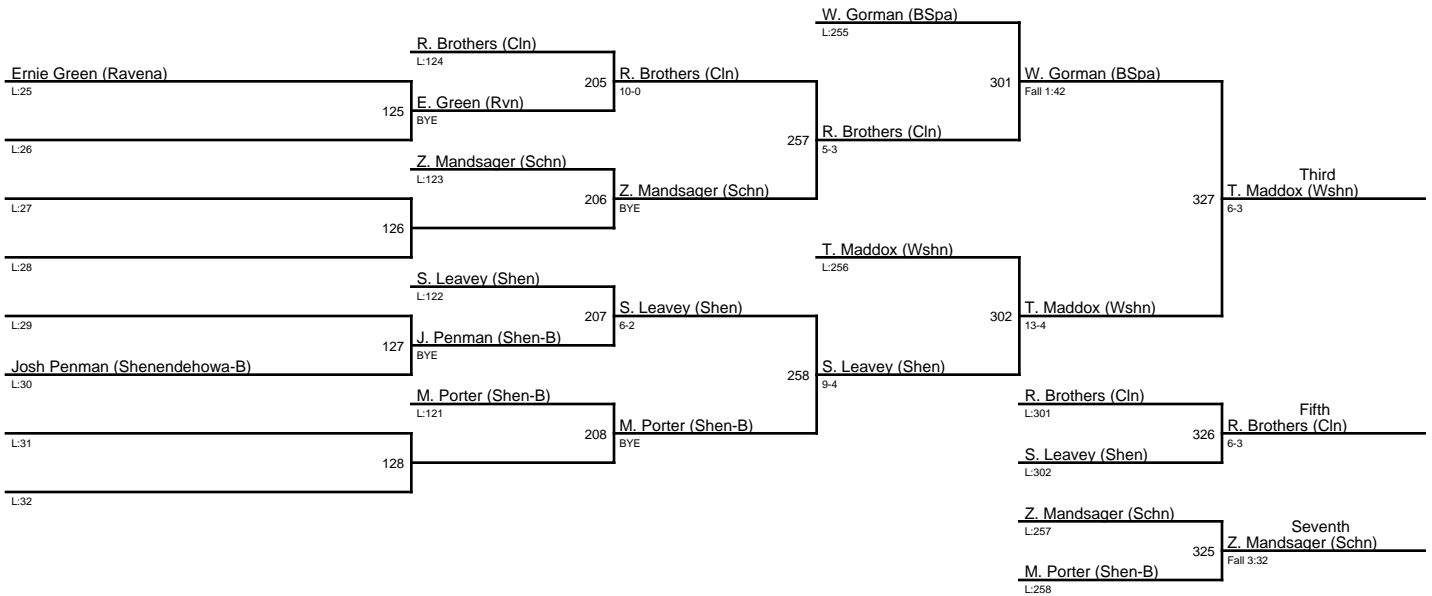 W. Gorman (BSpa)
L:255
R. Brothers (Cln)
L:124
Ernie Green (Ravena)
L:25
205
R. Brothers (Cln)
10-0
301
W. Gorman (BSpa)
Fall 1:42
125
E. Green (Rvn)
BYE
L:26
257
R. Brothers (Cln)
5-3
Z. Mandsager (Schn)
L:123
Third
L:27
206
Z. Mandsager (Schn)
BYE
327
T. Maddox (Wshn)
6-3
126
T. Maddox (Wshn)
L:256
L:28
S. Leavey (Shen)
L:122
L:29
207
S. Leavey (Shen)
6-2
302
T. Maddox (Wshn)
13-4
127
J. Penman (Shen-B)
BYE
Josh Penman (Shenendehowa-B)
L:30
258
S. Leavey (Shen)
9-4
M. Porter (Shen-B)
L:121
R. Brothers (Cln)
L:301
Fifth
L:31
208
M. Porter (Shen-B)
BYE
326
R. Brothers (Cln)
6-3
128
S. Leavey (Shen)
L:302
L:32
Z. Mandsager (Schn)
L:257
Seventh
325
Z. Mandsager (Schn)
Fall 3:32
M. Porter (Shen-B)
L:258